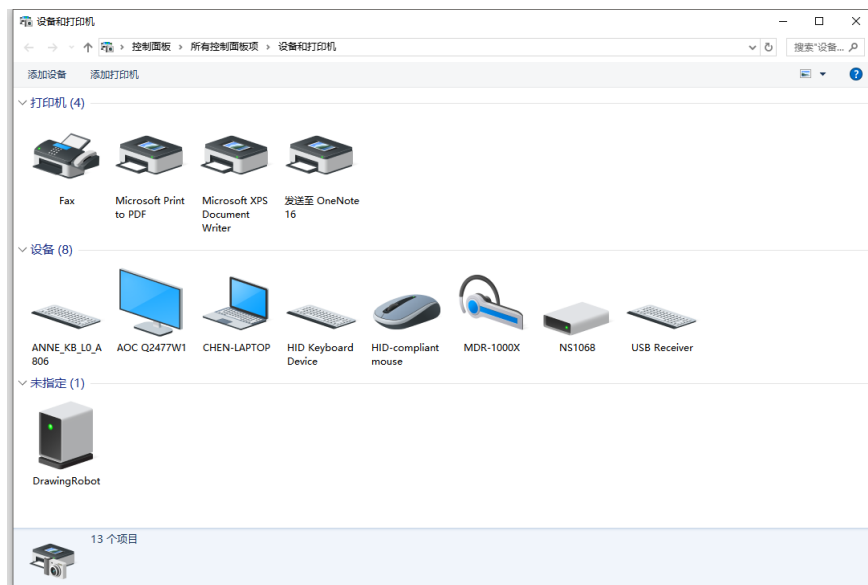 设备和打印机
控制面板 › 所有控制面板项 › 设备和打印机
搜索"设备...
添加设备 添加打印机
打印机 (4)
Fax
Microsoft Print
to PDF
Microsoft XPS
Document
Writer
发送至 OneNote
16
设备 (8)
ANNE_KB_L0_A
806
AOC Q2477W1
CHEN-LAPTOP
HID Keyboard
Device
HID-compliant
mouse
MDR-1000X
NS1068
USB Receiver
未指定 (1)
DrawingRobot
13 个项目